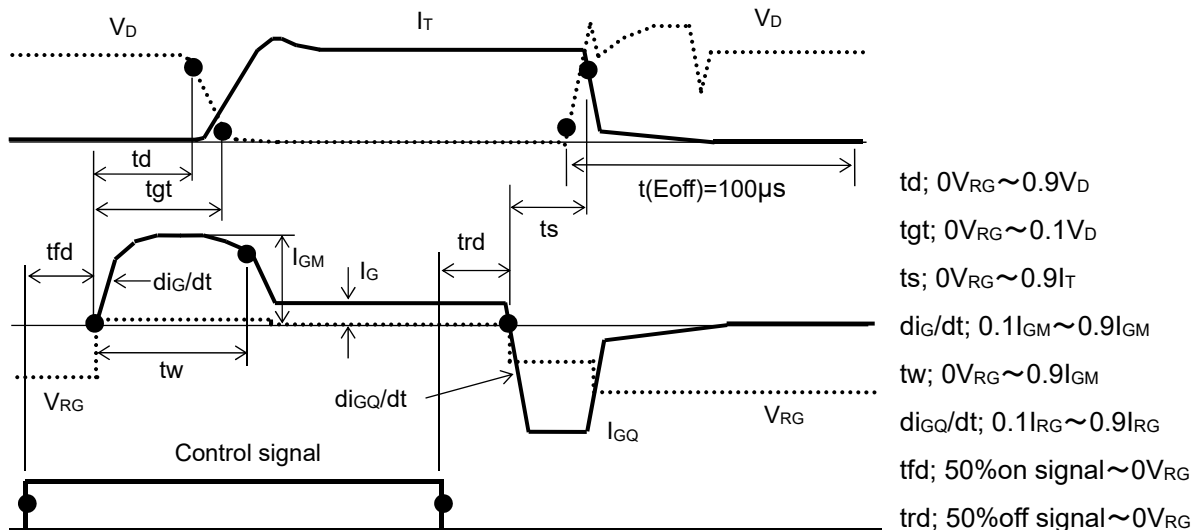 VD
IT
VD
td
tgt
t(Eoff)=100µs
ts
tfd
trd
IGM
IG
diG/dt
tw
diGQ/dt
VRG
VRG
IGQ
Control signal
td; 0VRG～0.9VD
tgt; 0VRG～0.1VD
ts; 0VRG～0.9IT
diG/dt; 0.1IGM～0.9IGM
tw; 0VRG～0.9IGM
diGQ/dt; 0.1IRG～0.9IRG
tfd; 50%on signal～0VRG
trd; 50%off signal～0VRG